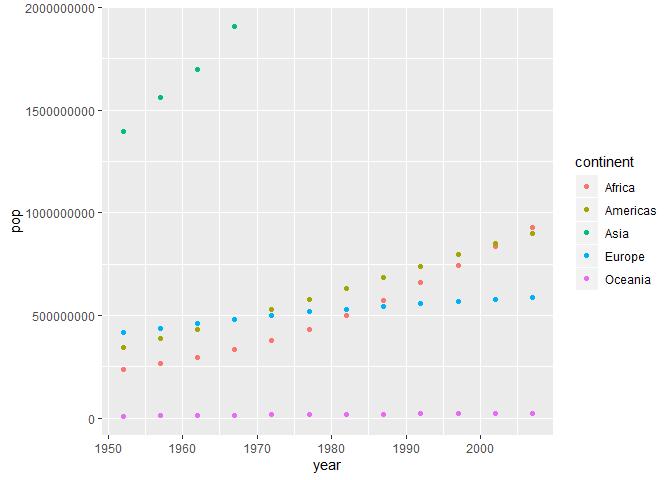 2000000000
1500000000
1000000000
500000000
0
pop
1950 1960 1970 1980 1990 2000
year
continent
Africa
Americas
Asia
Europe
Oceania